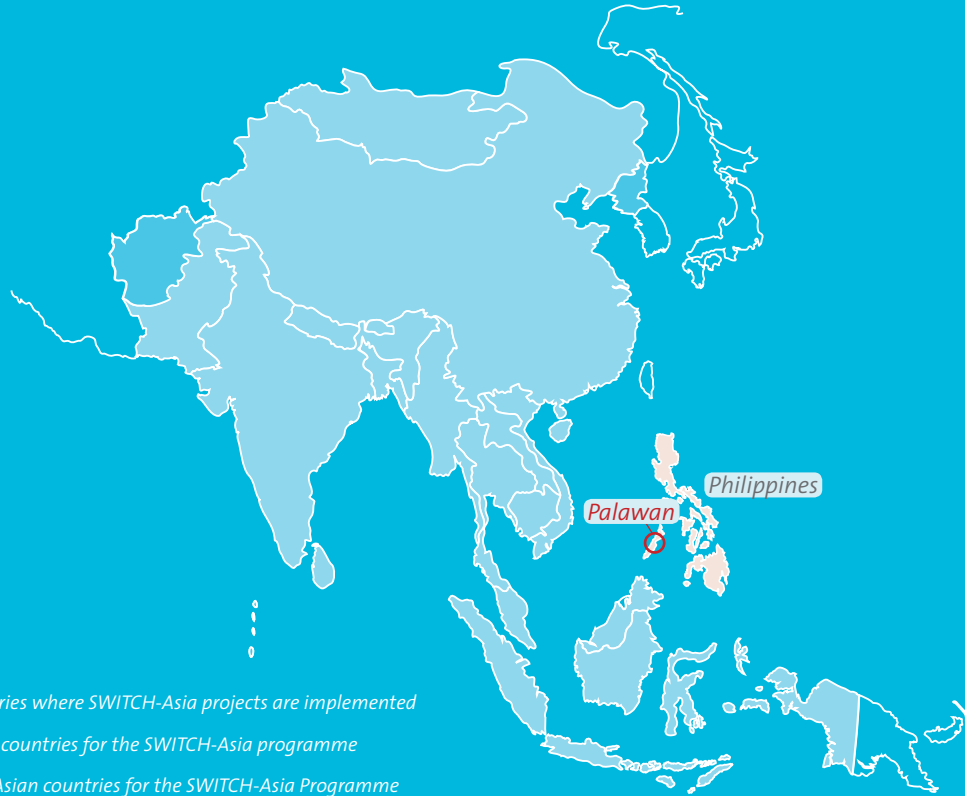 Philippines
Palawan
where SWITCH-Asia projects are implemented
countries for the SWITCH-Asia programme
Asian countries for the SWITCH-Asia Programme